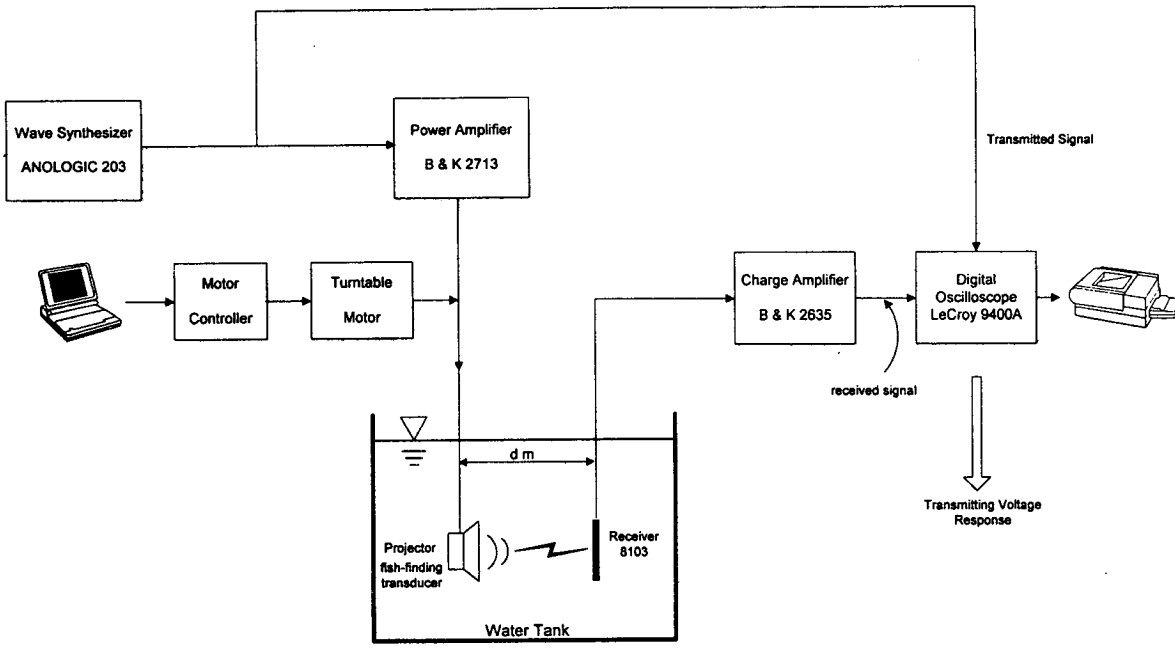 Wave Synthesizer
ANOLOGIC 203
Power Amplifier
B & K 2713
Transmitted Signal
Motor
Controller
Turntable
Motor
Charge Amplifier
B & K 2635
Digital
Oscilloscope
LeCroy 9400A
received signal
d m
Projector
fish-finding
transducer
Receiver
8103
Transmitting Voltage
Response
Water Tank